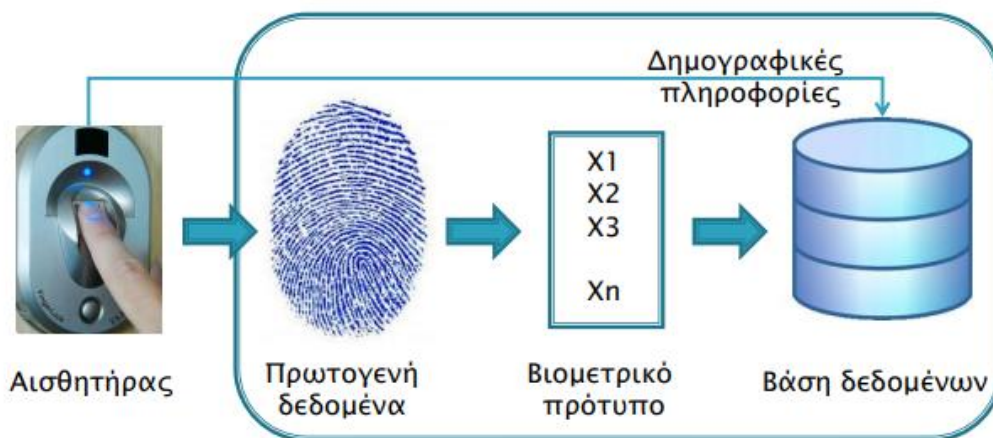 Δημογραφικές
πληροφορίες
X1
X2
X3
Xn
Αισθητήρας
Πρωτογενή
δεδομένα
Βιομετρικό
πρότυπο
Βάση δεδομένων